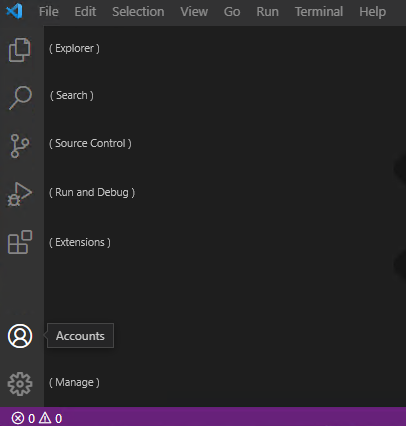 File Edit Selection View Go Run Terminal Help
( Explorer )
( Search )
( Source Control )
( Run and Debug )
( Extensions )
Accounts
( Manage )
0 0